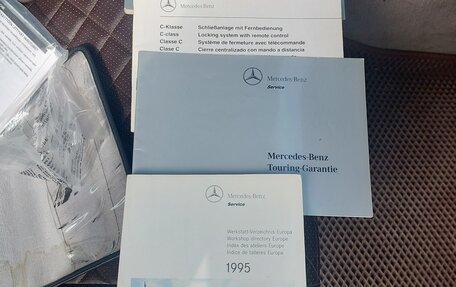 Mercedes-Benz
C-Klasse Schließanlage mit Fernbedienung
C-class Locking system with remote control
Classe C Système de fermeture avec télécommande
Clase C Cierre centralizado con mando a distancia
Mercedes-Benz
Service
Mercedes-Benz
Touring-Garantie
Mercedes-Benz
Service
Werkstatt-Verzeichnis Europa
Workshop directory Europe
Index des ateliers Europe
Indice de talleres Europa
1995